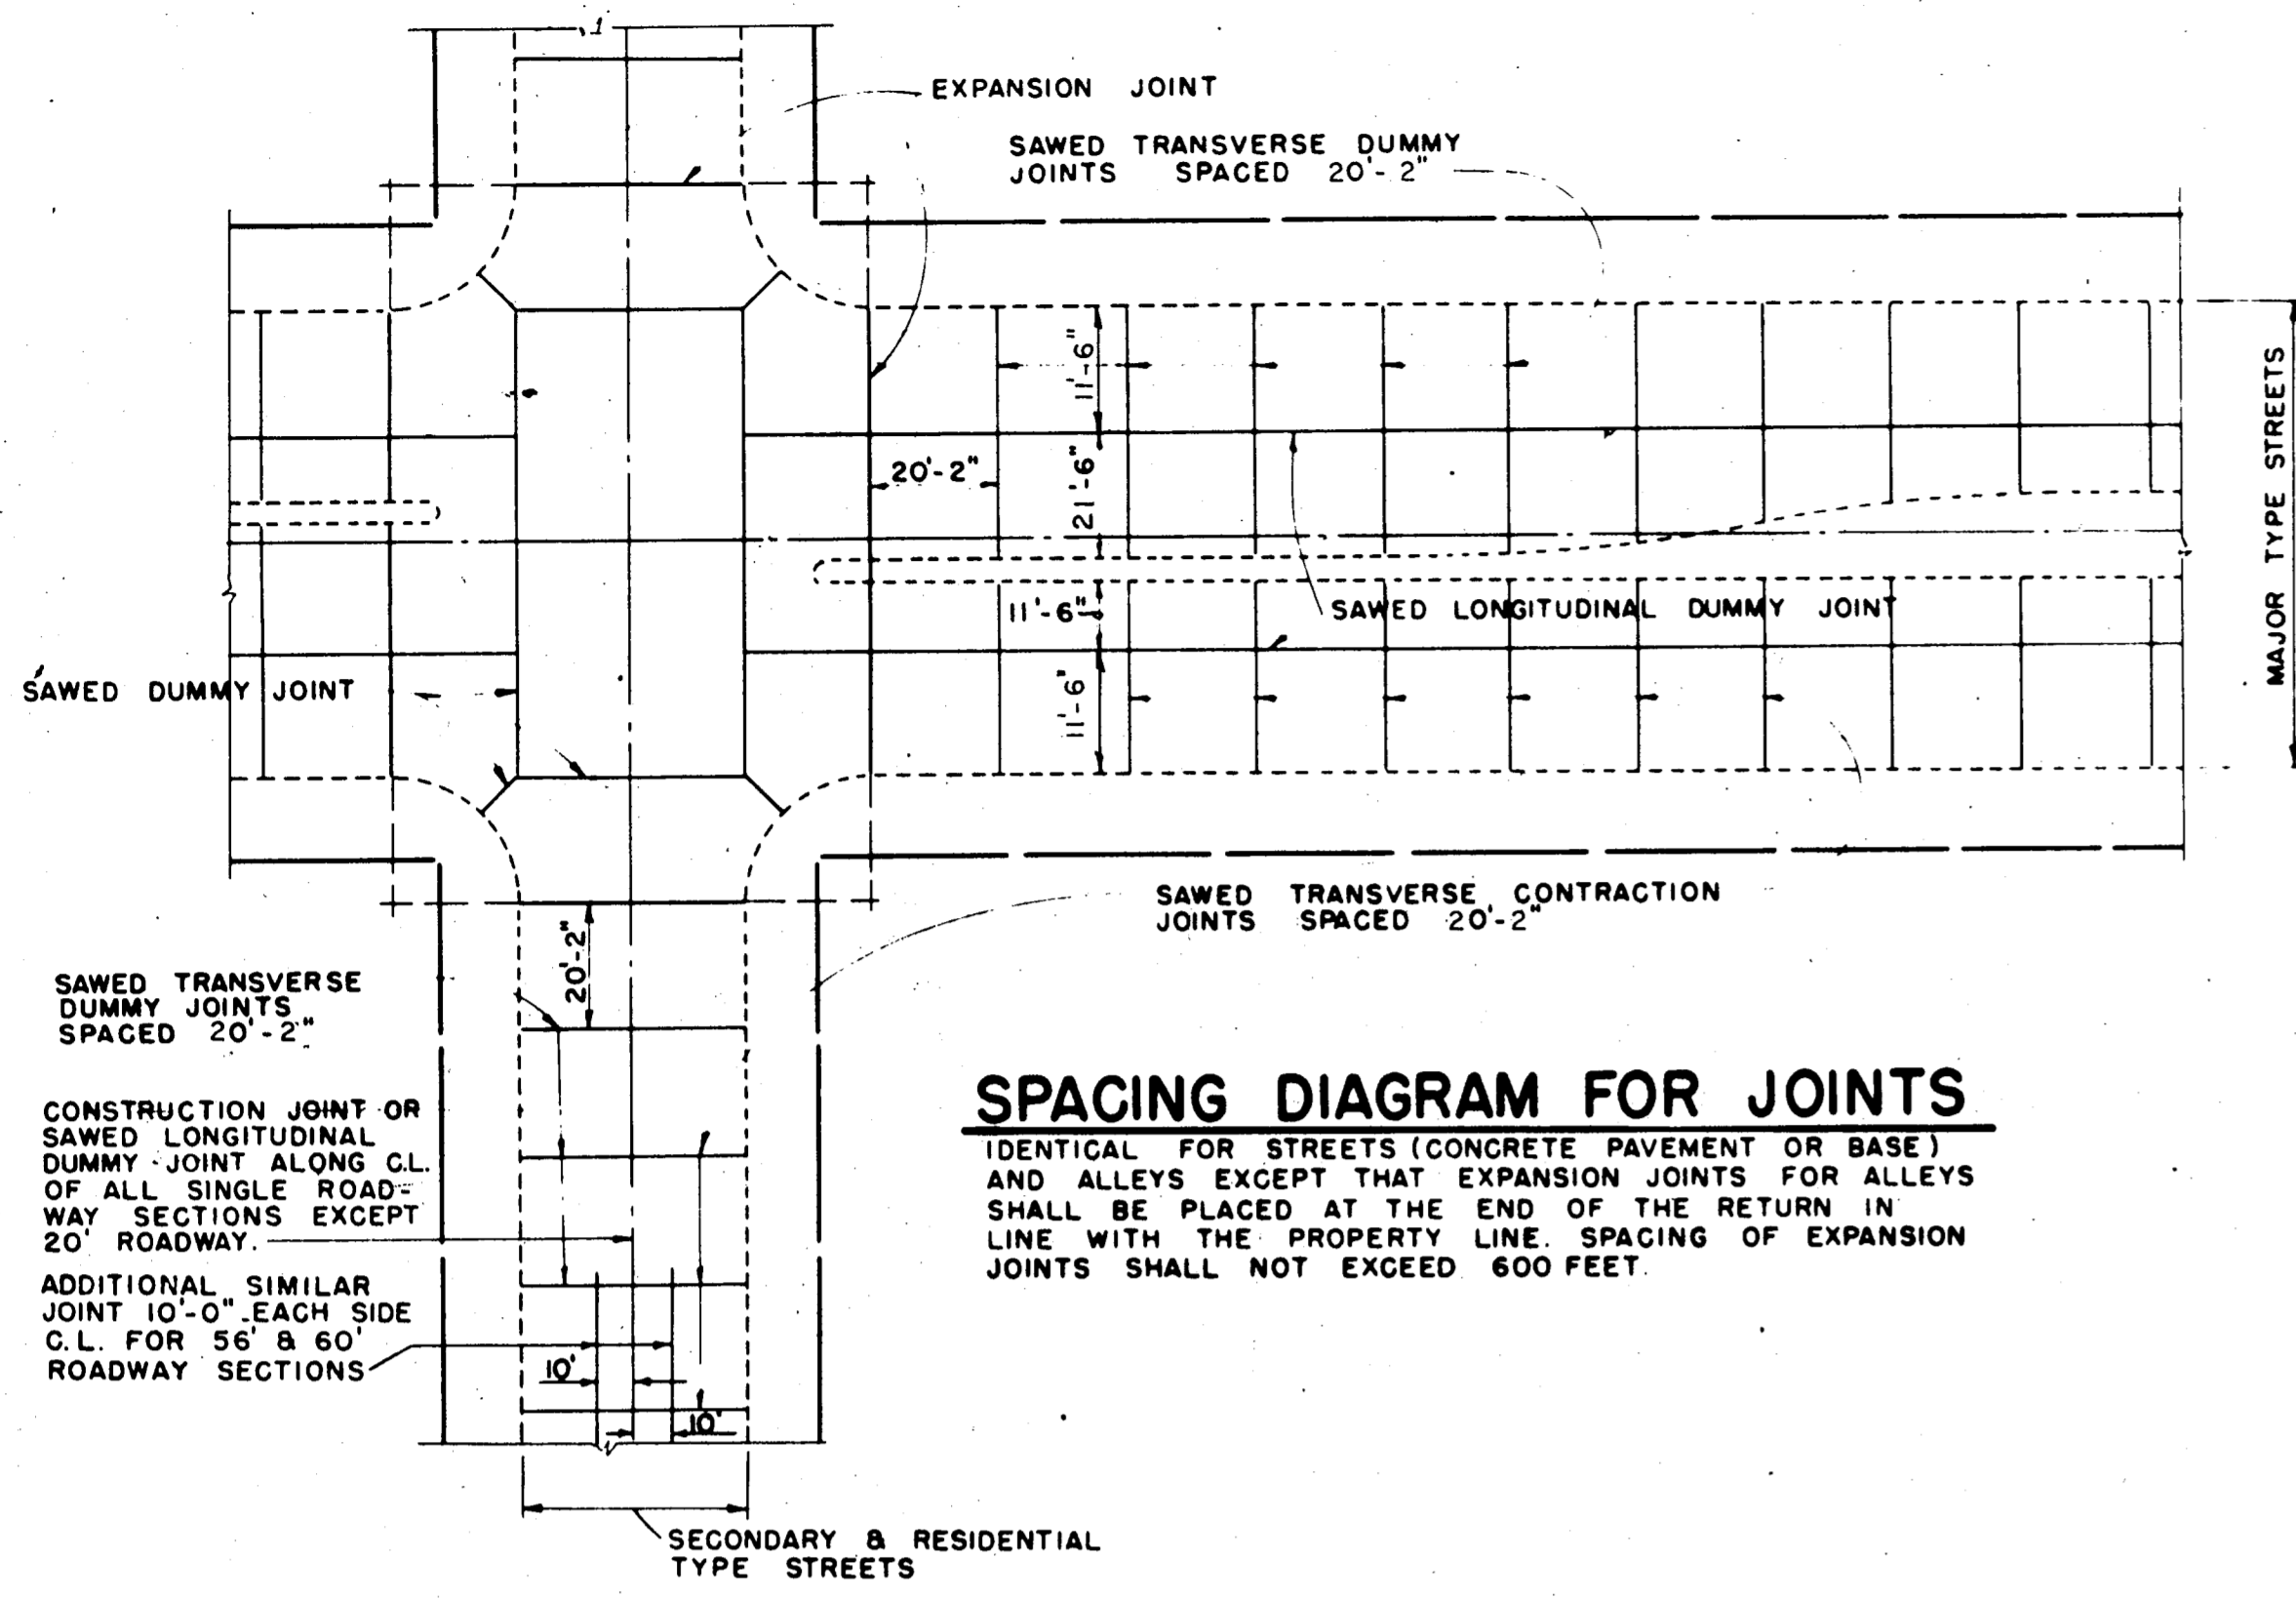 EXPANSION JOINT
SAWED TRANSVERSE DUMMY
JOINTS SPACED 20'-2"
11'-6"
20'-2"
21'-6"
11'-6"
SAWED LONGITUDINAL DUMMY JOINT
MAJOR TYPE STREETS
SAWED DUMMY JOINT
11'-6"
SAWED TRANSVERSE CONTRACTION
JOINTS SPACED 20'-2"
20'-2"
SAWED TRANSVERSE
DUMMY JOINTS
SPACED 20'-2"
CONSTRUCTION JOINT OR
SAWED LONGITUDINAL
DUMMY JOINT ALONG C.L.
OF ALL SINGLE ROAD-
WAY SECTIONS EXCEPT
20' ROADWAY.
ADDITIONAL SIMILAR
JOINT 10'-0" EACH SIDE
C.L. FOR 56' & 60'
ROADWAY SECTIONS
10'
10'
SECONDARY & RESIDENTIAL
TYPE STREETS
SPACING DIAGRAM FOR JOINTS
IDENTICAL FOR STREETS (CONCRETE PAVEMENT OR BASE)
AND ALLEYS EXCEPT THAT EXPANSION JOINTS FOR ALLEYS
SHALL BE PLACED AT THE END OF THE RETURN IN
LINE WITH THE PROPERTY LINE. SPACING OF EXPANSION
JOINTS SHALL NOT EXCEED 600 FEET.